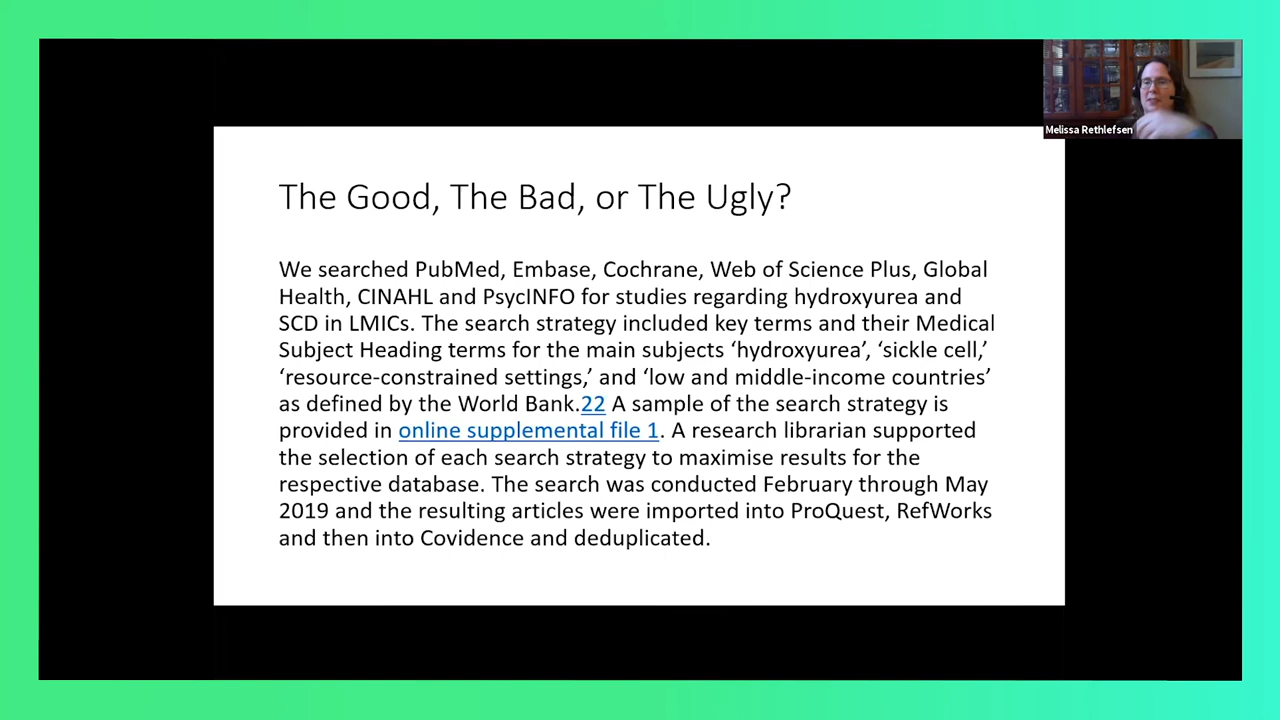 Melissa Rethlefsen
The Good, The Bad, or The Ugly?
We searched PubMed, Embase, Cochrane, Web of Science Plus, Global
Health, CINAHL and PsycINFO for studies regarding hydroxyurea and
SCD in LMICs. The search strategy included key terms and their Medical
Subject Heading terms for the main subjects ‘hydroxyurea’, ‘sickle cell,’
‘resource-constrained settings,’ and ‘low and middle-income countries’
as defined by the World Bank.22 A sample of the search strategy is
provided in online supplemental file 1. A research librarian supported
the selection of each search strategy to maximise results for the
respective database. The search was conducted February through May
2019 and the resulting articles were imported into ProQuest, RefWorks
and then into Covidence and deduplicated.